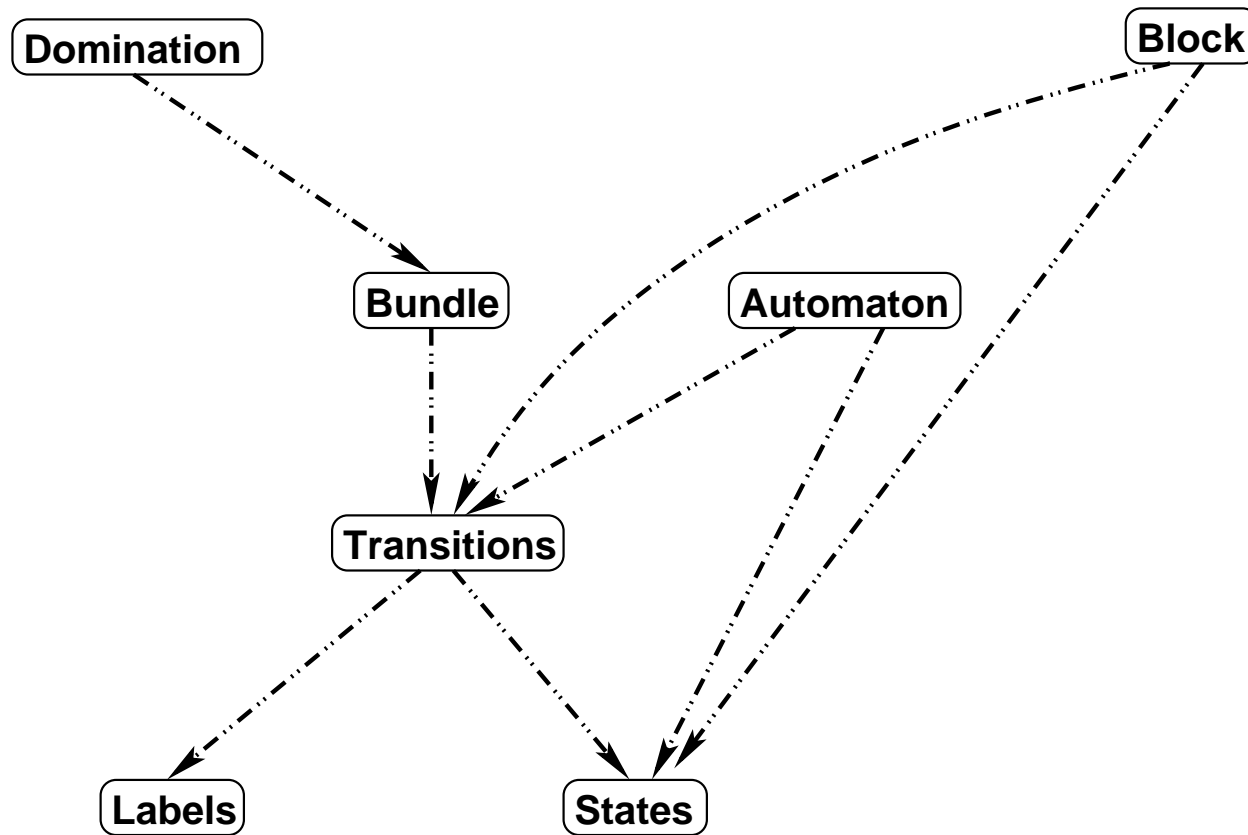 Domination
Block
Bundle
Automaton
Transitions
Labels
States